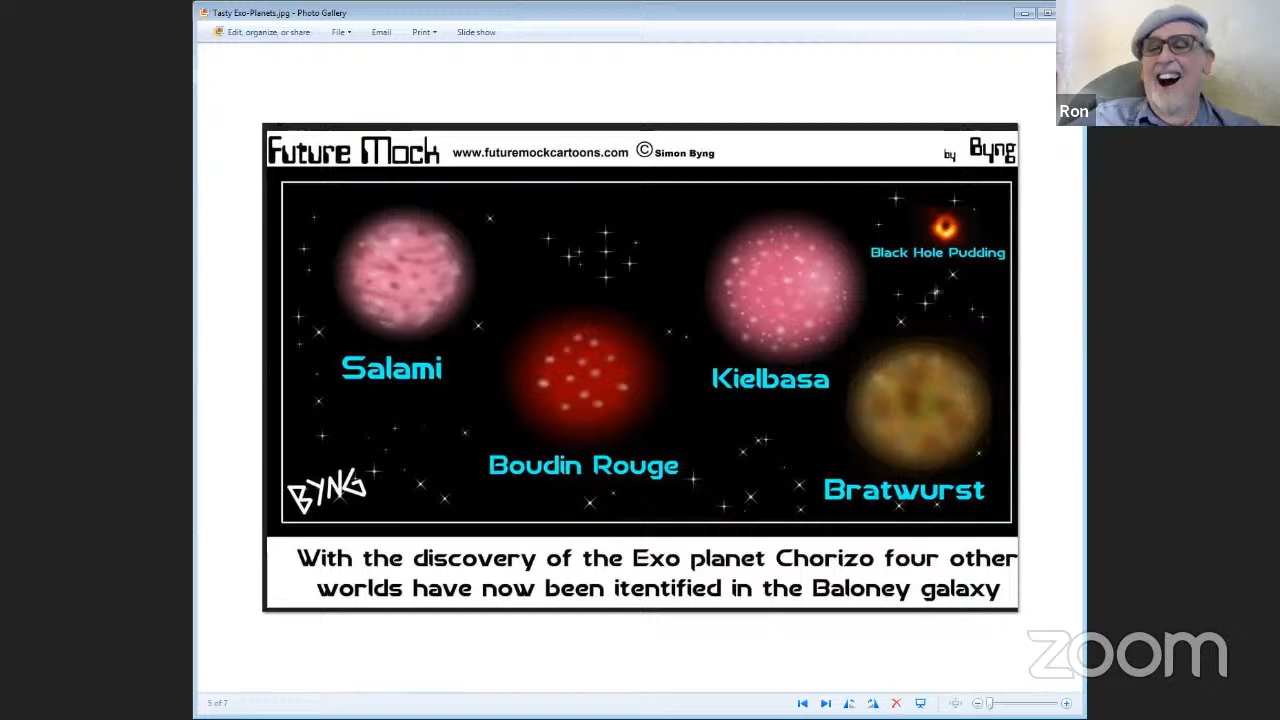 Tasty Exo-Planets.jpg - Photo Gallery
Edit, organize, or share File Email Print Slide show
Ron
Future Mock www.futuremockcartoons.com © Simon Byng by Byng
Black Hole Pudding
Salami
Kielbasa
Boudin Rouge
Bratwurst
BYNG
With the discovery of the Exo planet Chorizo four other
worlds have now been itentified in the Baloney galaxy
zoom
5 of 7